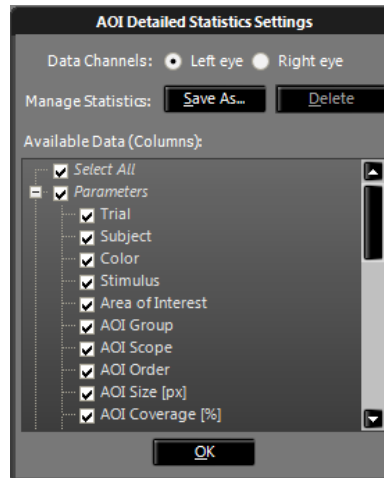 AOI Detailed Statistics Settings
Data Channels: Left eye Right eye
Manage Statistics: Save As... Delete
Available Data (Columns):
Select All
Parameters
Trial
Subject
Color
Stimulus
Area of Interest
AOI Group
AOI Scope
AOI Order
AOI Size [px]
AOI Coverage [%]
OK